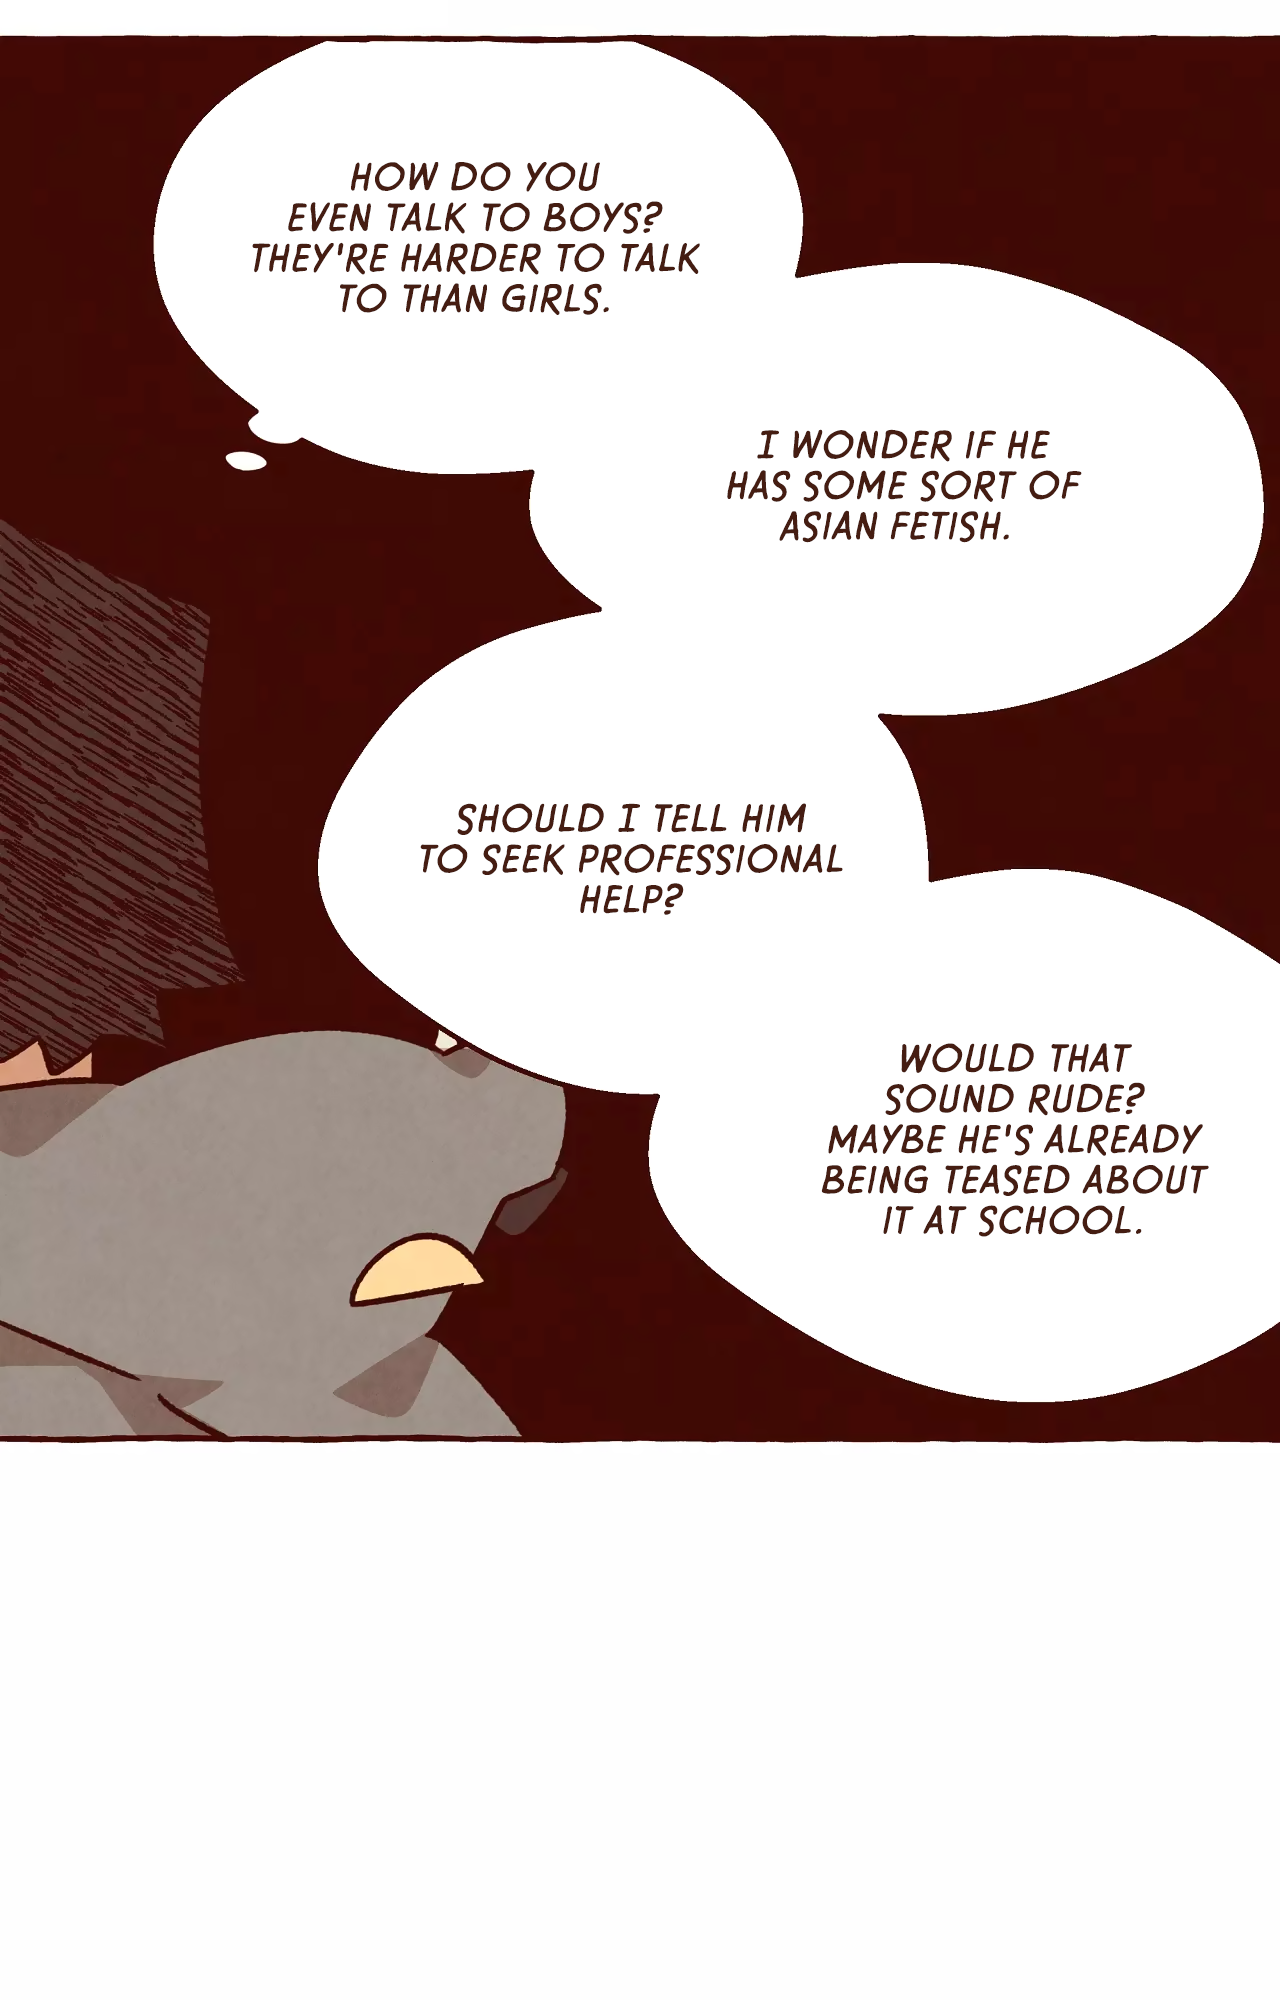 HOW DO YOU
EVEN TALK TO BOYS?
THEY'RE HARDER TO TALK
TO THAN GIRLS.
I WONDER IF HE
HAS SOME SORT OF
ASIAN FETISH.
SHOULD I TELL HIM
TO SEEK PROFESSIONAL
HELP?
WOULD THAT
SOUND RUDE?
MAYBE HE'S ALREADY
BEING TEASED ABOUT
IT AT SCHOOL.